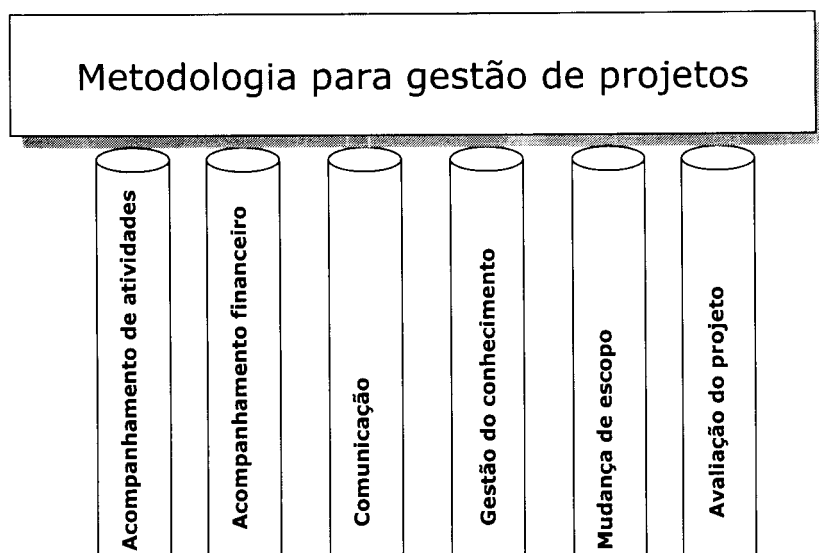 Metodologia para gestão de projetos
Acompanhamento de atividades
Acompanhamento financeiro
Comunicação
Gestão do conhecimento
Mudança de escopo
Avaliação do projeto